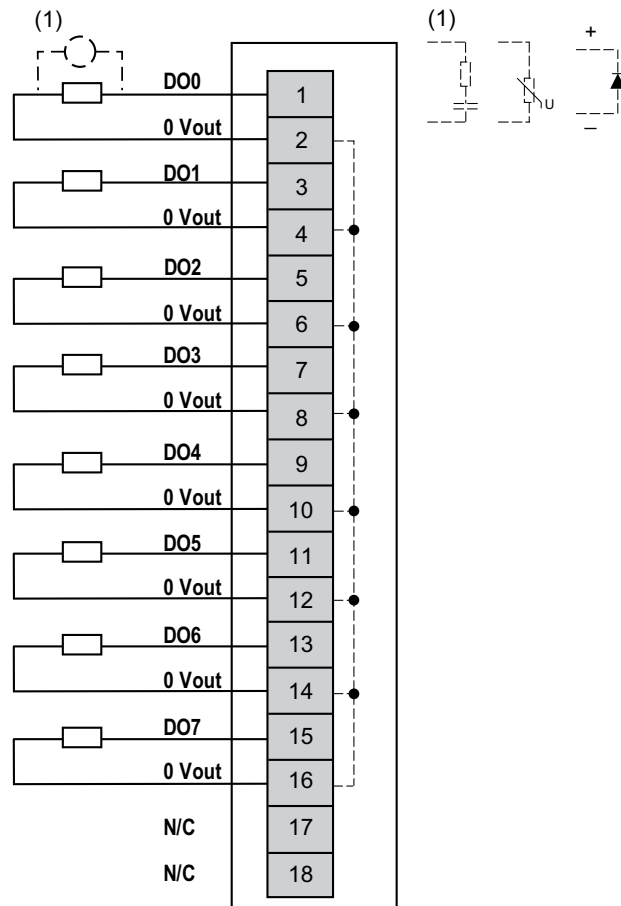 (1)
(1)
+
U
–
DO0
1
0 Vout
2
DO1
3
0 Vout
4
DO2
5
0 Vout
6
DO3
7
0 Vout
8
DO4
9
0 Vout
10
DO5
11
0 Vout
12
DO6
13
0 Vout
14
DO7
15
0 Vout
16
N/C
17
N/C
18